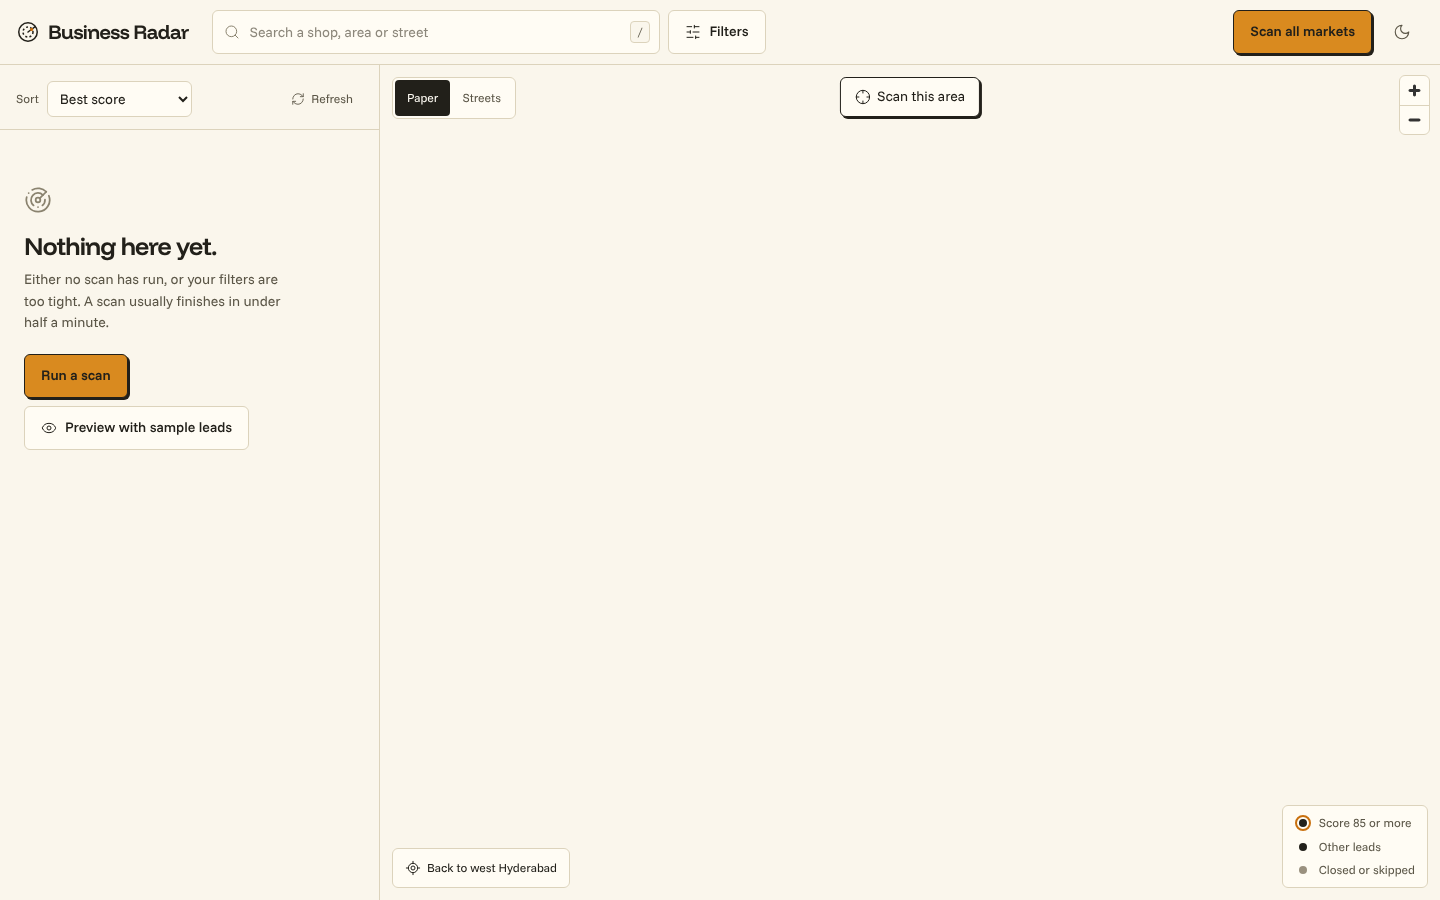 Business Radar
Search a shop, area or street
/
Filters
Scan all markets
Sort
Best score
Refresh
Paper
Streets
Scan this area
+
−
Nothing here yet.
Either no scan has run, or your filters are
too tight. A scan usually finishes in under
half a minute.
Run a scan
Preview with sample leads
Back to west Hyderabad
Score 85 or more
Other leads
Closed or skipped